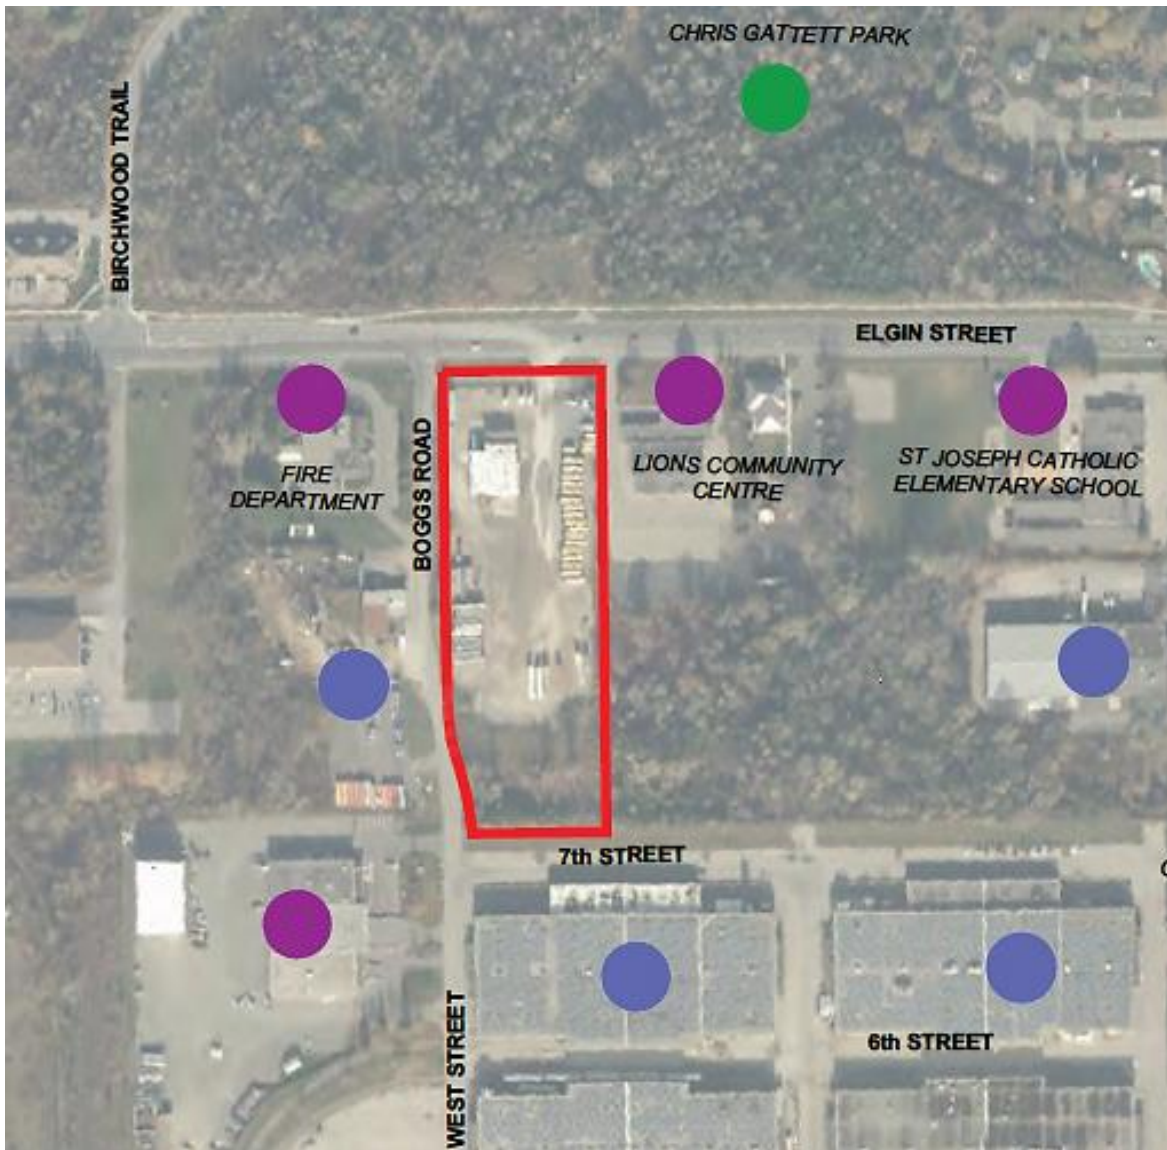 CHRIS GATTETT PARK
BIRCHWOOD TRAIL
ELGIN STREET
BOGGS ROAD
FIRE
DEPARTMENT
LIONS COMMUNITY
CENTRE
ST JOSEPH CATHOLIC
ELEMENTARY SCHOOL
7th STREET
WEST STREET
6th STREET